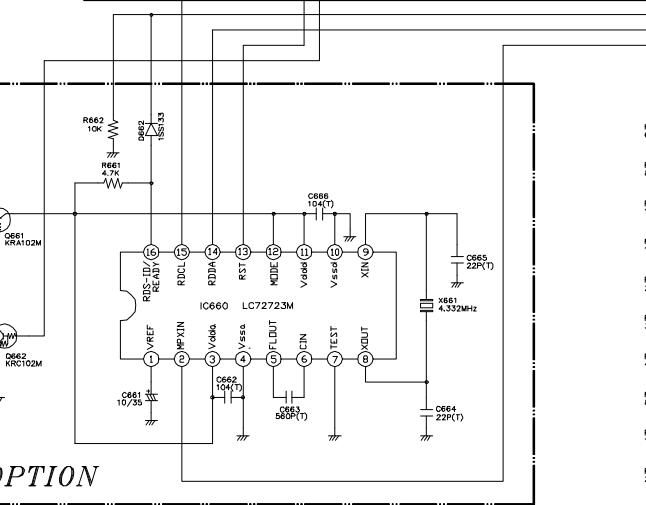 R662
10K
D662
1SS133
R661
4.7K
C666
104(T)
Q661
KRA102M
16 15 14 13 12 11 10 9
RDS-ID/
READY
RDCL
RDDA
RST
MODE
Vddd
Vssd
XIN
C665
22P(T)
X661
4.332MHz
IC660 LC72723M
VREF
MPXIN
Vdda
Vssa
FLOUT
CIN
TEST
XOUT
1 2 3 4 5 6 7 8
Q662
KRC102M
C661
10/35
+
C662
104(T)
C663
560P(T)
C664
22P(T)
OPTION